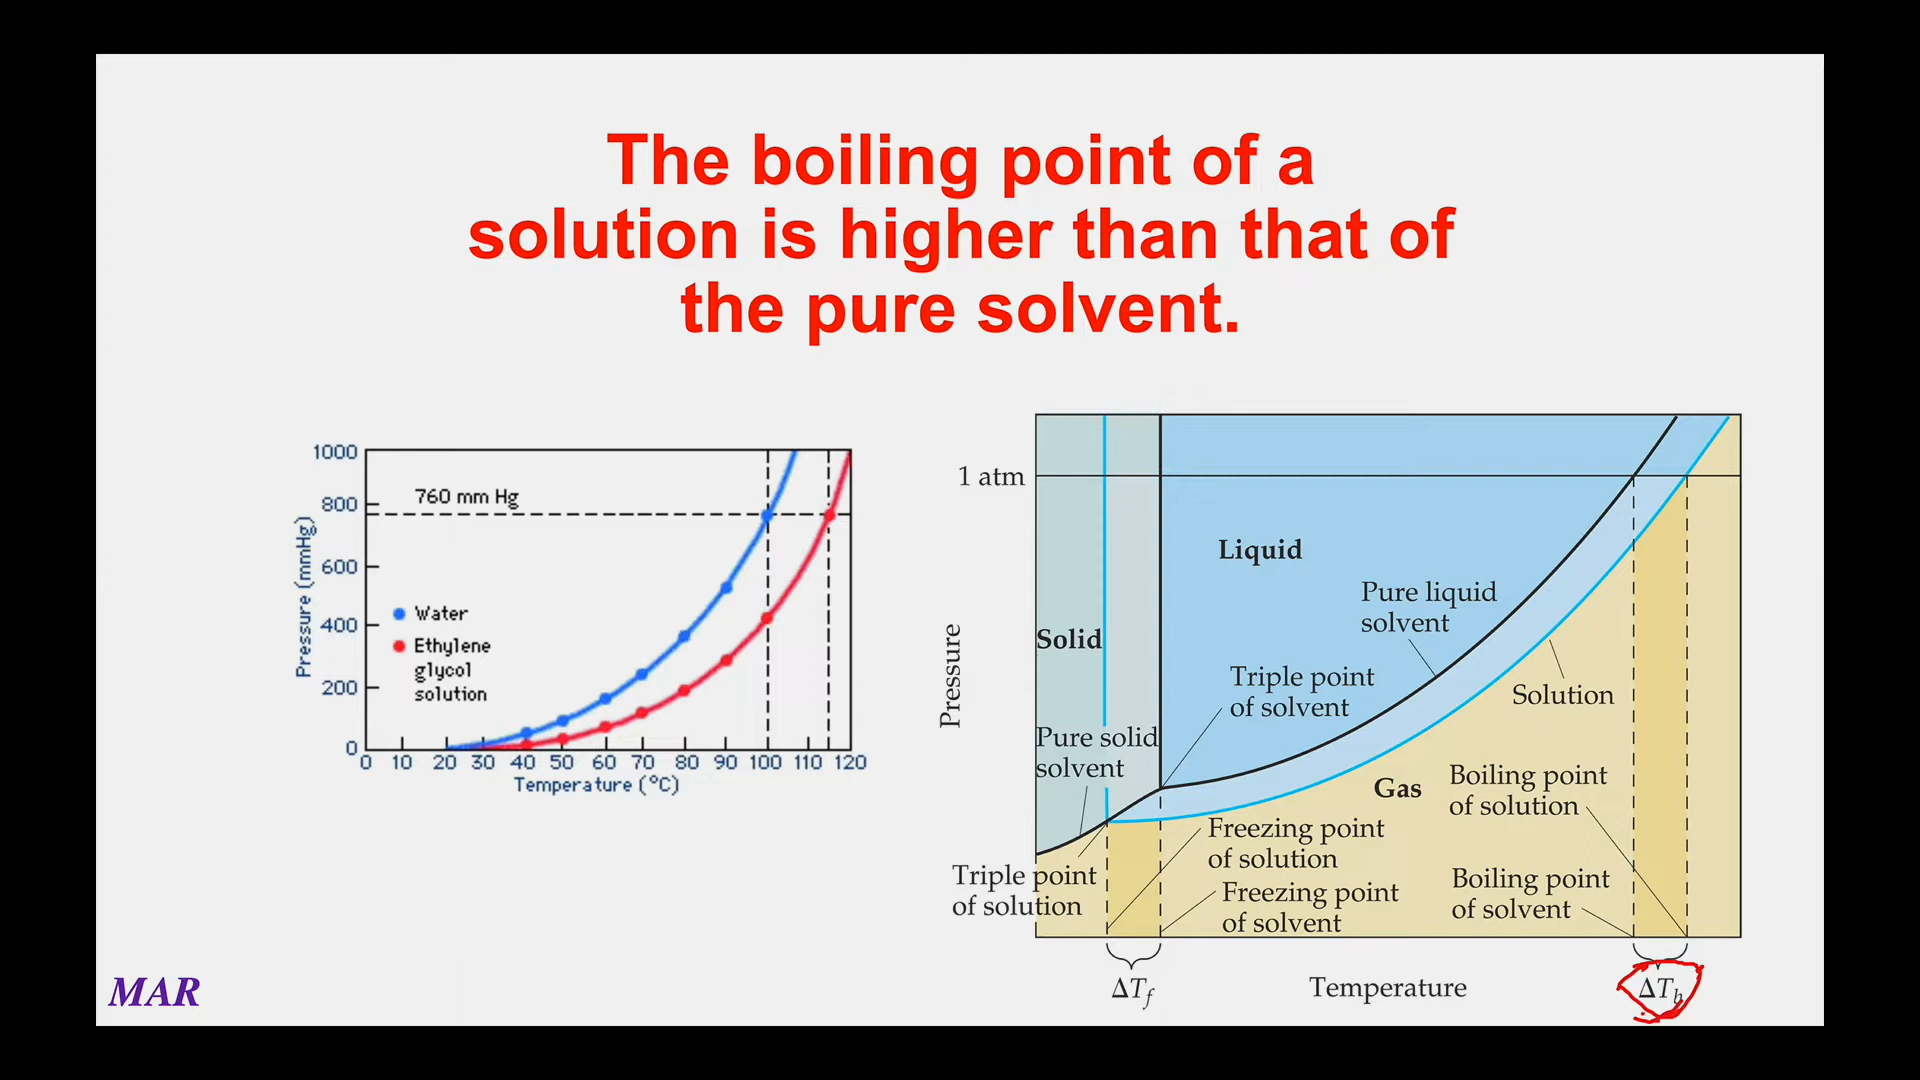 The boiling point of a
solution is higher than that of
the pure solvent.
1000
800
600
400
200
0
Pressure (mmHg)
760 mm Hg
Water
Ethylene
glycol
solution
0 10 20 30 40 50 60 70 80 90 100 110 120
Temperature (°C)
1 atm
Pressure
Liquid
Solid
Pure liquid
solvent
Triple point
of solvent
Solution
Pure solid
solvent
Gas
Boiling point
of solution
Freezing point
of solution
Triple point
of solution
Freezing point
of solvent
Boiling point
of solvent
ΔTf
Temperature
ΔTb
MAR